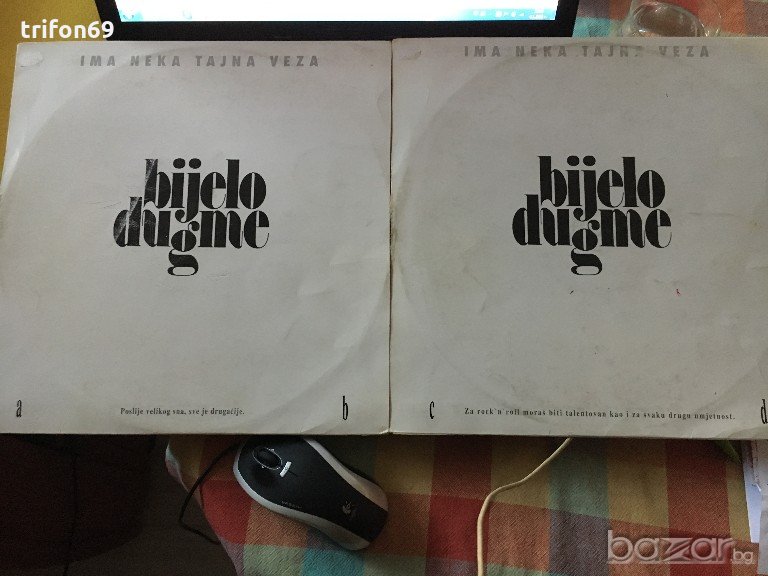 trifon69
IMA NEKA TAJNA VEZA
bijelo
dugme
Poslije velikog sna, sve je drugačije.
a
b
IMA NEKA TAJNA VEZA
bijelo
dugme
Za rock'n'roll moraš biti talentovan kao i za svaku drugu umjetnost.
c
d
bazar.bg